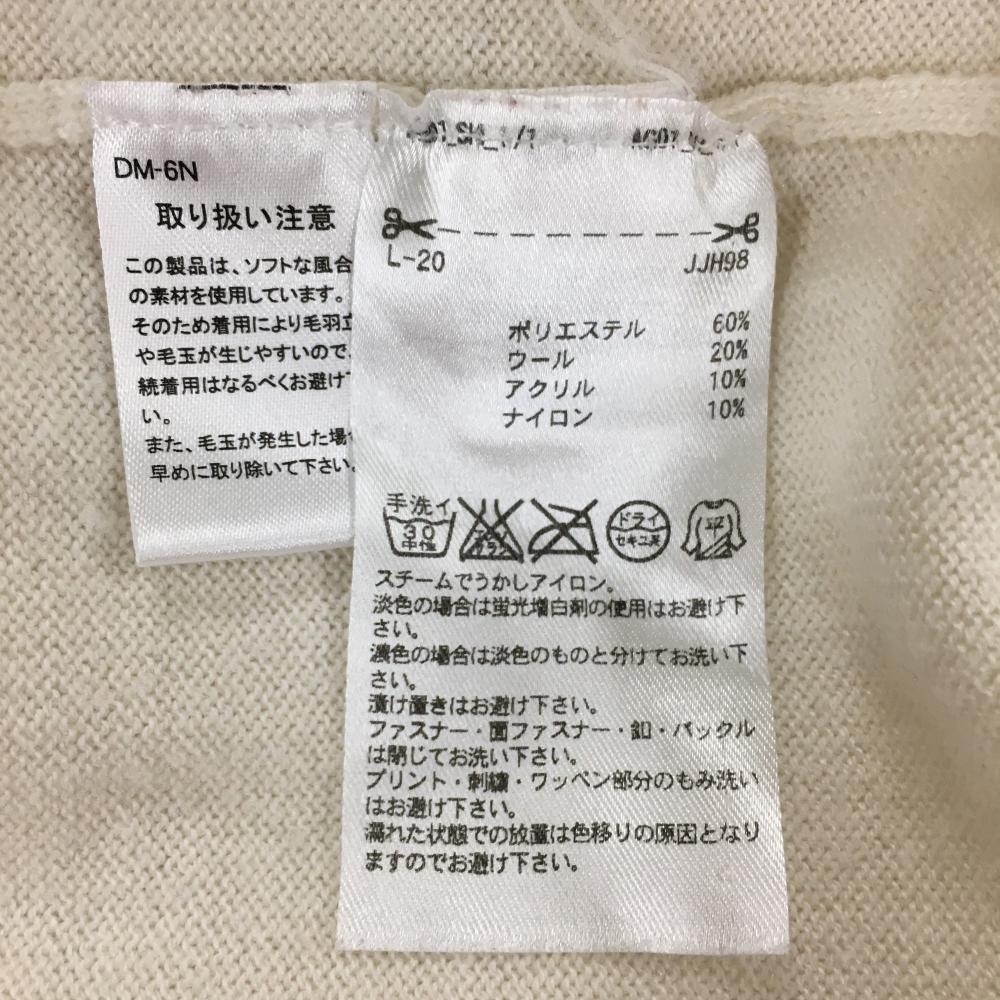 DM-6N
取り扱い注意
この製品は、ソフトな風合
の素材を使用しています。
そのため着用により毛羽立
や毛玉が生じやすいので、
続着用はなるべくお避け下
い。
また、毛玉が発生した場合
早めに取り除いて下さい。
L-20 JJH98
ポリエステル 60%
ウール 20%
アクリル 10%
ナイロン 10%
手洗イ
30
中性
ドライ
セキユ系
スチームでうかしアイロン。
淡色の場合は蛍光増白剤の使用はお避け下
さい。
濃色の場合は淡色のものと分けてお洗い下
さい。
漬け置きはお避け下さい。
ファスナー・面ファスナー・釦・バックル
は閉じてお洗い下さい。
プリント・刺繍・ワッペン部分のもみ洗い
はお避け下さい。
濡れた状態での放置は色移りの原因となり
ますのでお避け下さい。